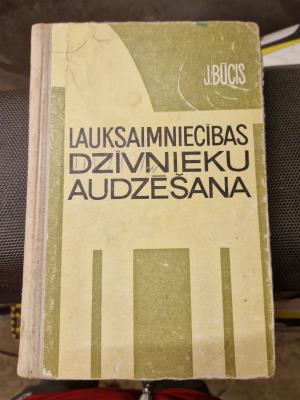 J.BŪCIS
LAUKSAIMNIECĪBAS
DZĪVNIEKU
AUDZĒŠANA